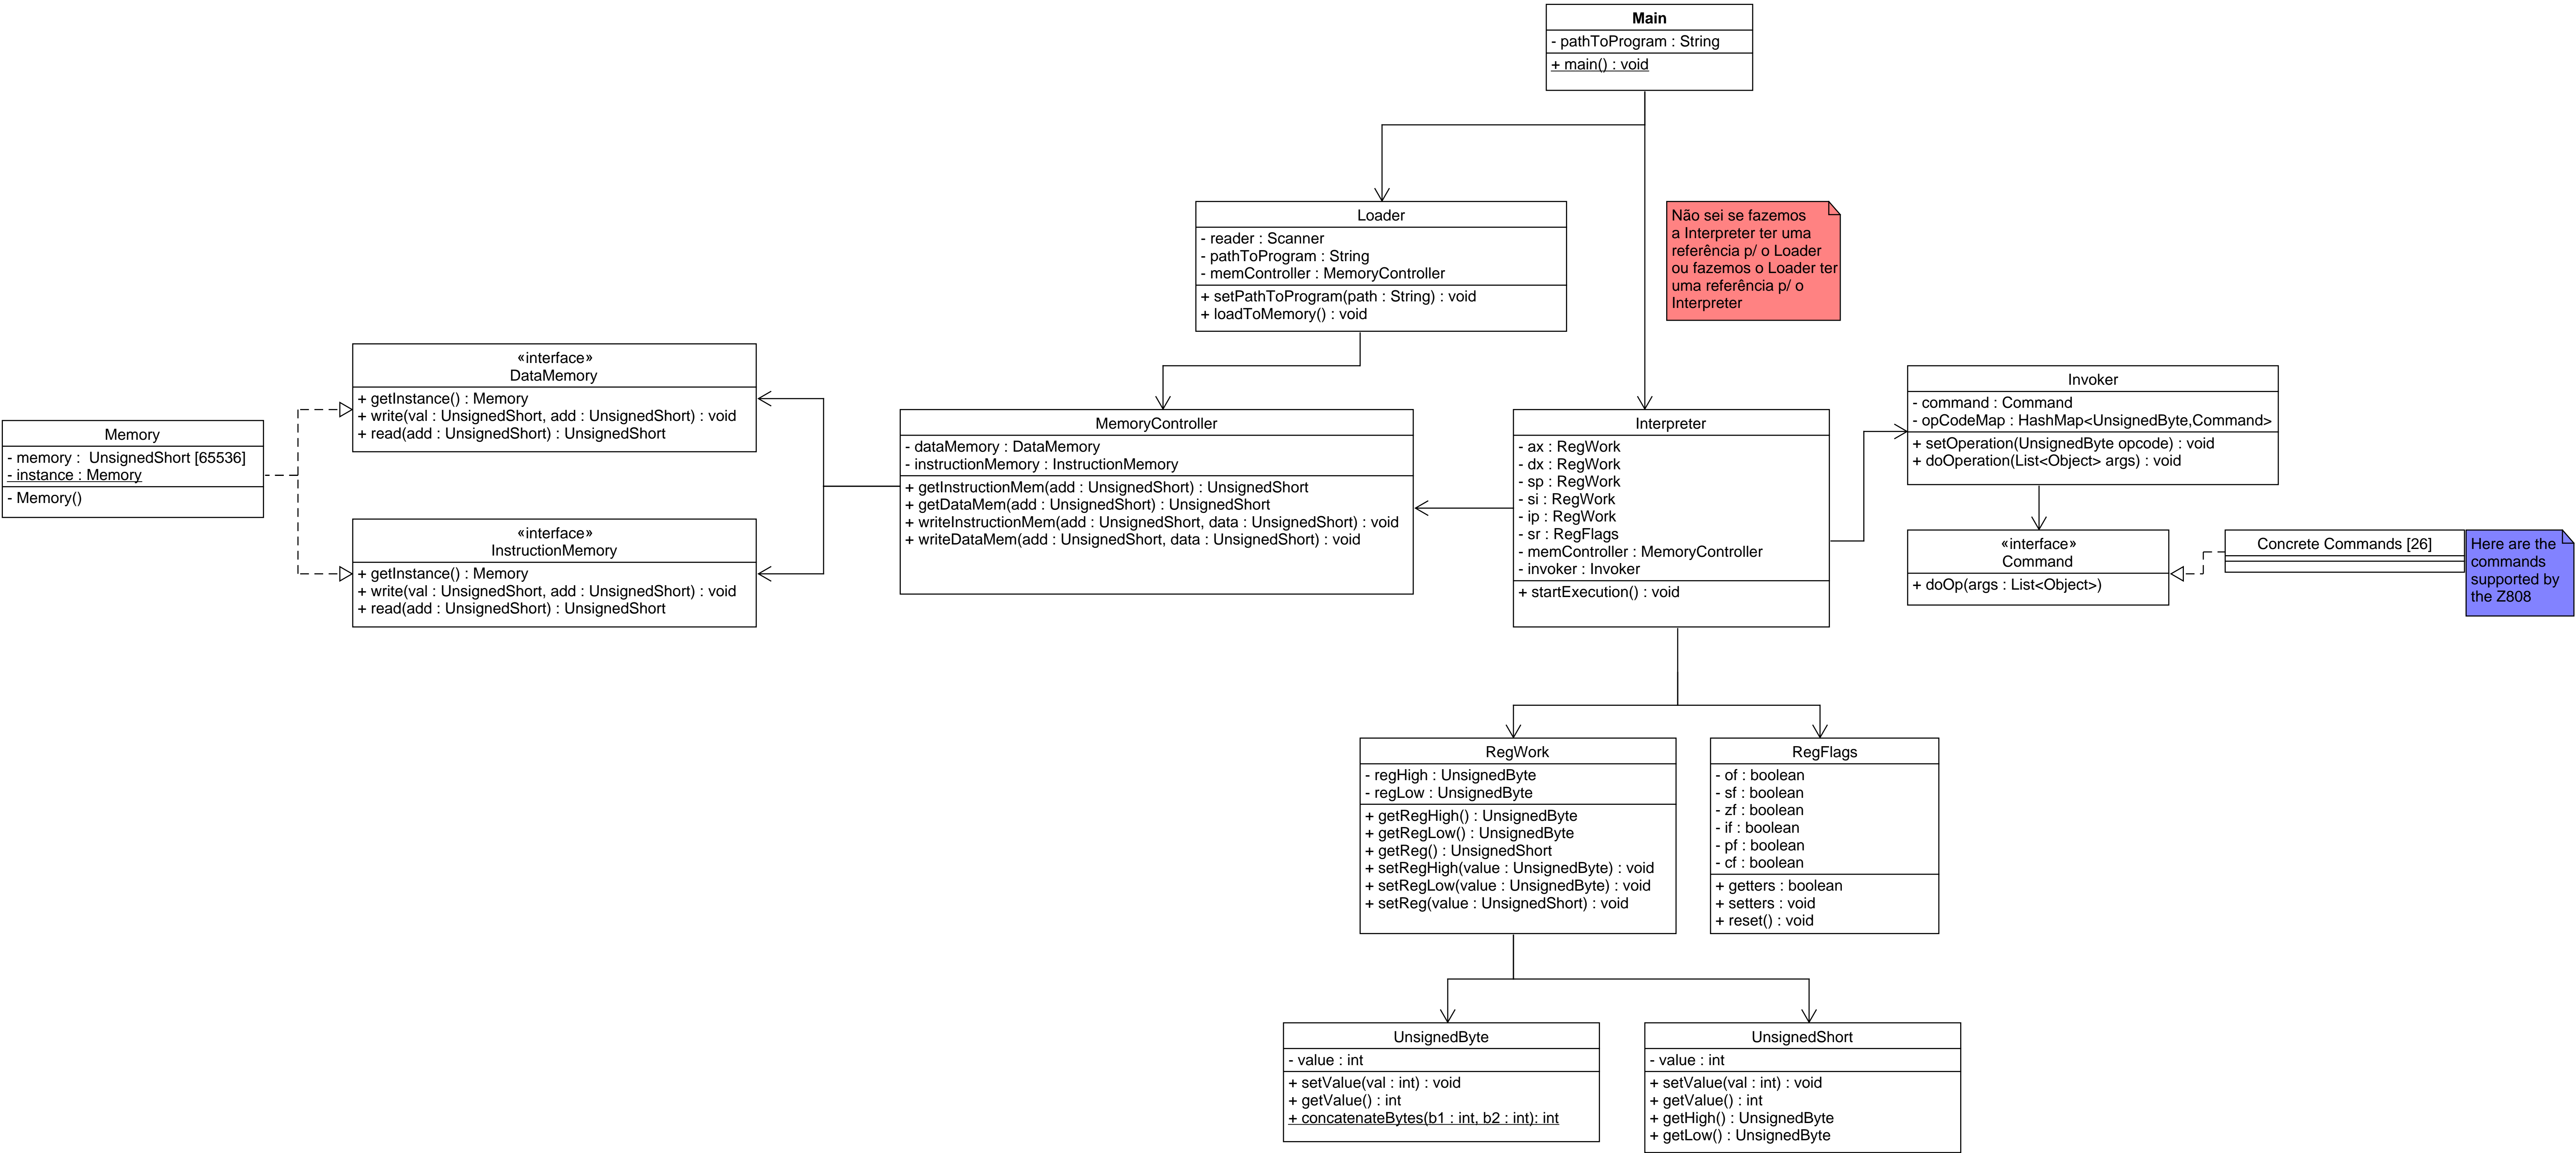 Main
- pathToProgram : String
+ main() : void
Loader
- reader : Scanner
- pathToProgram : String
- memController : MemoryController
+ setPathToProgram(path : String) : void
+ loadToMemory() : void
Não sei se fazemos
a Interpreter ter uma
referência p/ o Loader
ou fazemos o Loader ter
uma referência p/ o
Interpreter
«interface»
DataMemory
+ getInstance() : Memory
+ write(val : UnsignedShort, add : UnsignedShort) : void
+ read(add : UnsignedShort) : UnsignedShort
Memory
- memory :  UnsignedShort [65536]
- instance : Memory
- Memory()
«interface»
InstructionMemory
+ getInstance() : Memory
+ write(val : UnsignedShort, add : UnsignedShort) : void
+ read(add : UnsignedShort) : UnsignedShort
MemoryController
- dataMemory : DataMemory
- instructionMemory : InstructionMemory
+ getInstructionMem(add : UnsignedShort) : UnsignedShort
+ getDataMem(add : UnsignedShort) : UnsignedShort
+ writeInstructionMem(add : UnsignedShort, data : UnsignedShort) : void
+ writeDataMem(add : UnsignedShort, data : UnsignedShort) : void
Interpreter
- ax : RegWork
- dx : RegWork
- sp : RegWork
- si : RegWork
- ip : RegWork
- sr : RegFlags
- memController : MemoryController
- invoker : Invoker
+ startExecution() : void
Invoker
- command : Command
- opCodeMap : HashMap<UnsignedByte,Command>
+ setOperation(UnsignedByte opcode) : void
+ doOperation(List<Object> args) : void
«interface»
Command
+ doOp(args : List<Object>)
Concrete Commands [26]
Here are the
commands
supported by
the Z808
RegWork
- regHigh : UnsignedByte
- regLow : UnsignedByte
+ getRegHigh() : UnsignedByte
+ getRegLow() : UnsignedByte
+ getReg() : UnsignedShort
+ setRegHigh(value : UnsignedByte) : void
+ setRegLow(value : UnsignedByte) : void
+ setReg(value : UnsignedShort) : void
RegFlags
- of : boolean
- sf : boolean
- zf : boolean
- if : boolean
- pf : boolean
- cf : boolean
+ getters : boolean
+ setters : void
+ reset() : void
UnsignedByte
- value : int
+ setValue(val : int) : void
+ getValue() : int
+ concatenateBytes(b1 : int, b2 : int): int
UnsignedShort
- value : int
+ setValue(val : int) : void
+ getValue() : int
+ getHigh() : UnsignedByte
+ getLow() : UnsignedByte